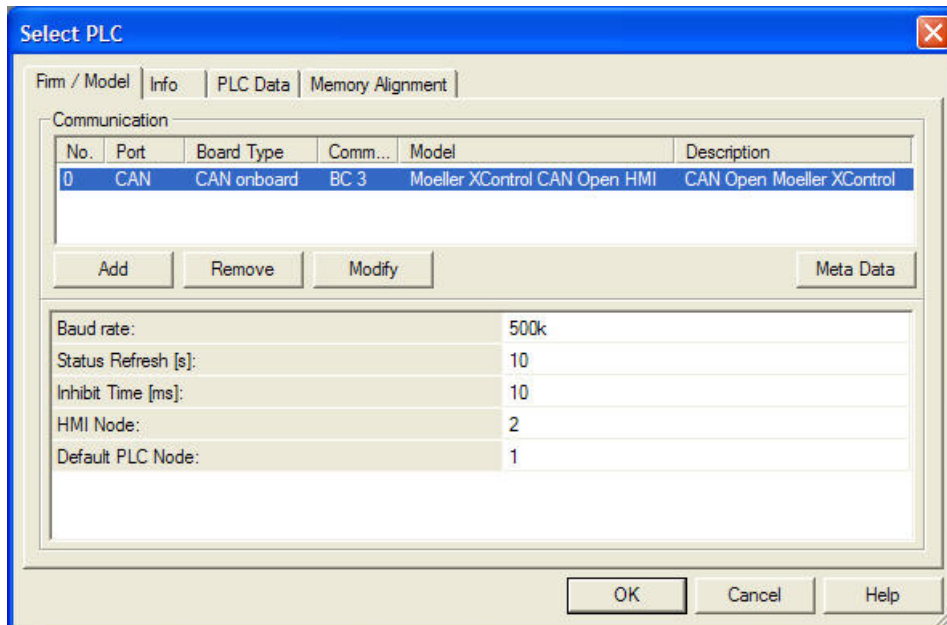 Select PLC
Firm / Model Info PLC Data Memory Alignment
Communication
No. Port Board Type Comm... Model Description
0 CAN CAN onboard BC 3 Moeller XControl CAN Open HMI CAN Open Moeller XControl
Add Remove Modify Meta Data
Baud rate: 500k
Status Refresh [s]: 10
Inhibit Time [ms]: 10
HMI Node: 2
Default PLC Node: 1
OK Cancel Help